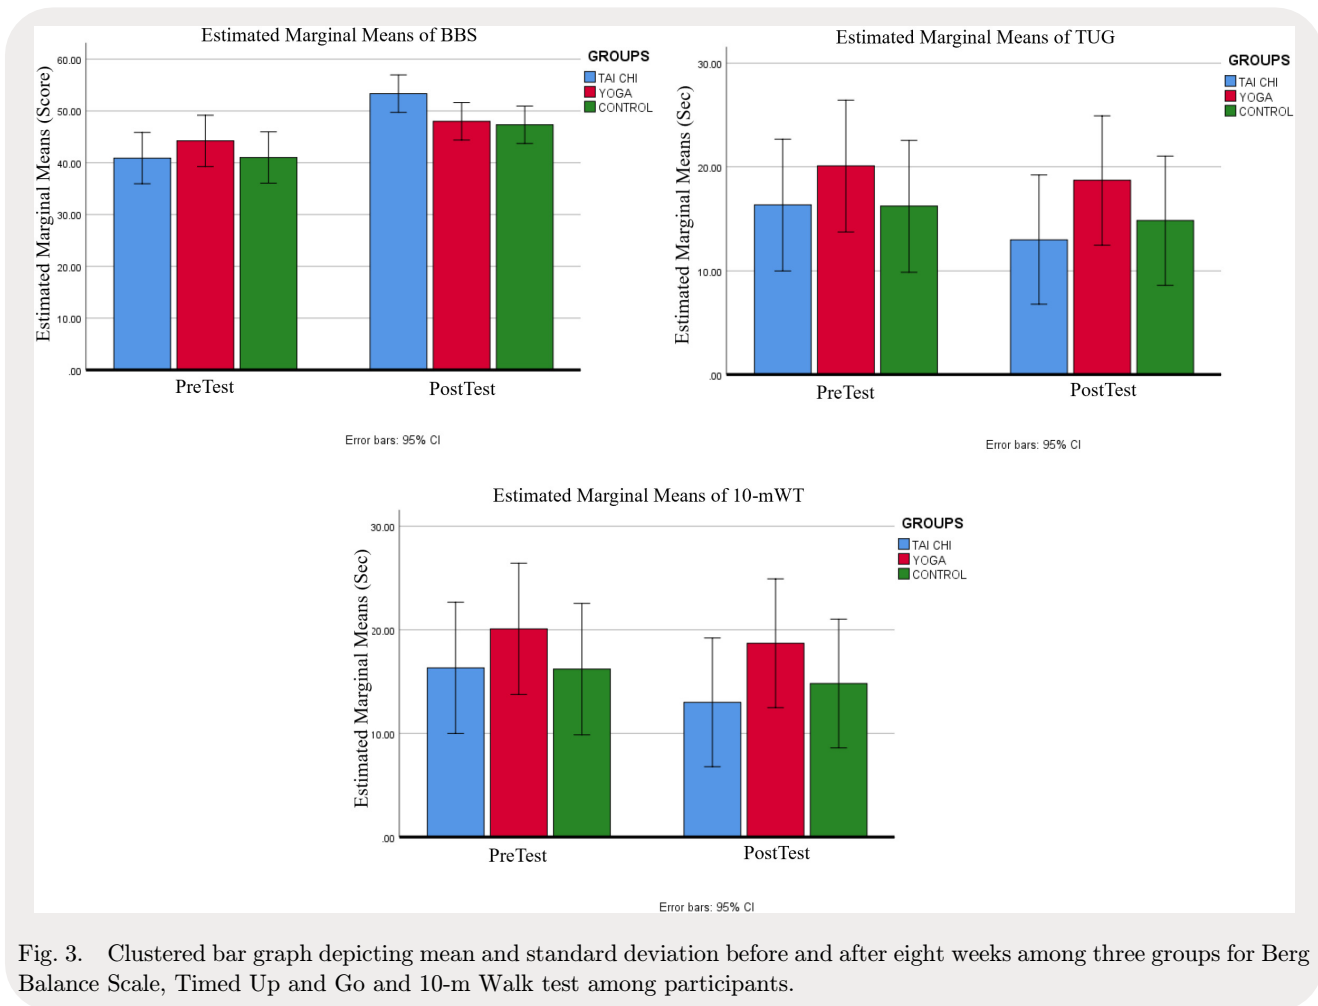 Estimated Marginal Means of BBS
Estimated Marginal Means (Score)
60.00
50.00
40.00
30.00
20.00
10.00
.00
PreTest
PostTest
GROUPS
TAI CHI
YOGA
CONTROL
Error bars: 95% CI
Estimated Marginal Means of TUG
Estimated Marginal Means (Sec)
30.00
20.00
10.00
.00
PreTest
PostTest
GROUPS
TAI CHI
YOGA
CONTROL
Error bars: 95% CI
Estimated Marginal Means of 10-mWT
Estimated Marginal Means (Sec)
30.00
20.00
10.00
.00
PreTest
PostTest
GROUPS
TAI CHI
YOGA
CONTROL
Error bars: 95% CI
Fig. 3. Clustered bar graph depicting mean and standard deviation before and after eight weeks among three groups for Berg
Balance Scale, Timed Up and Go and 10-m Walk test among participants.